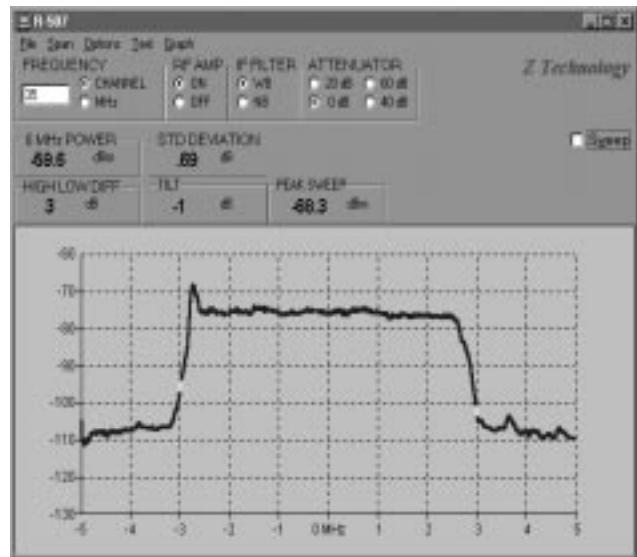 R-507
File Span Options Tool Graph
FREQUENCY RF AMP IF FILTER ATTENUATOR
CHANNEL ON WB 20 dB 60 dB
35 MHz OFF NB 0 dB 40 dB
Z Technology
6 MHz POWER STD DEVIATION
-69.6 dBm .69 dB
Sweep
HIGH LOW DIFF TILT PEAK SWEEP
3 dB -1 dB -68.3 dBm
-60
-70
-80
-90
-100
-110
-120
-130
-5 -4 -3 -2 -1 0 MHz 1 2 3 4 5